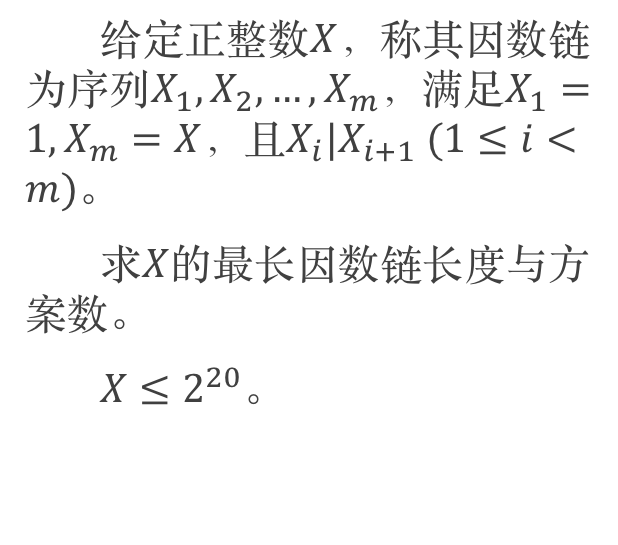 给定正整数X，称其因数链
为序列X₁, X₂, …, Xₘ，满足X₁ =
1, Xₘ = X，且Xᵢ|Xᵢ₊₁ (1 ≤ i <
m)。
求X的最长因数链长度与方
案数。
X ≤ 2²⁰。